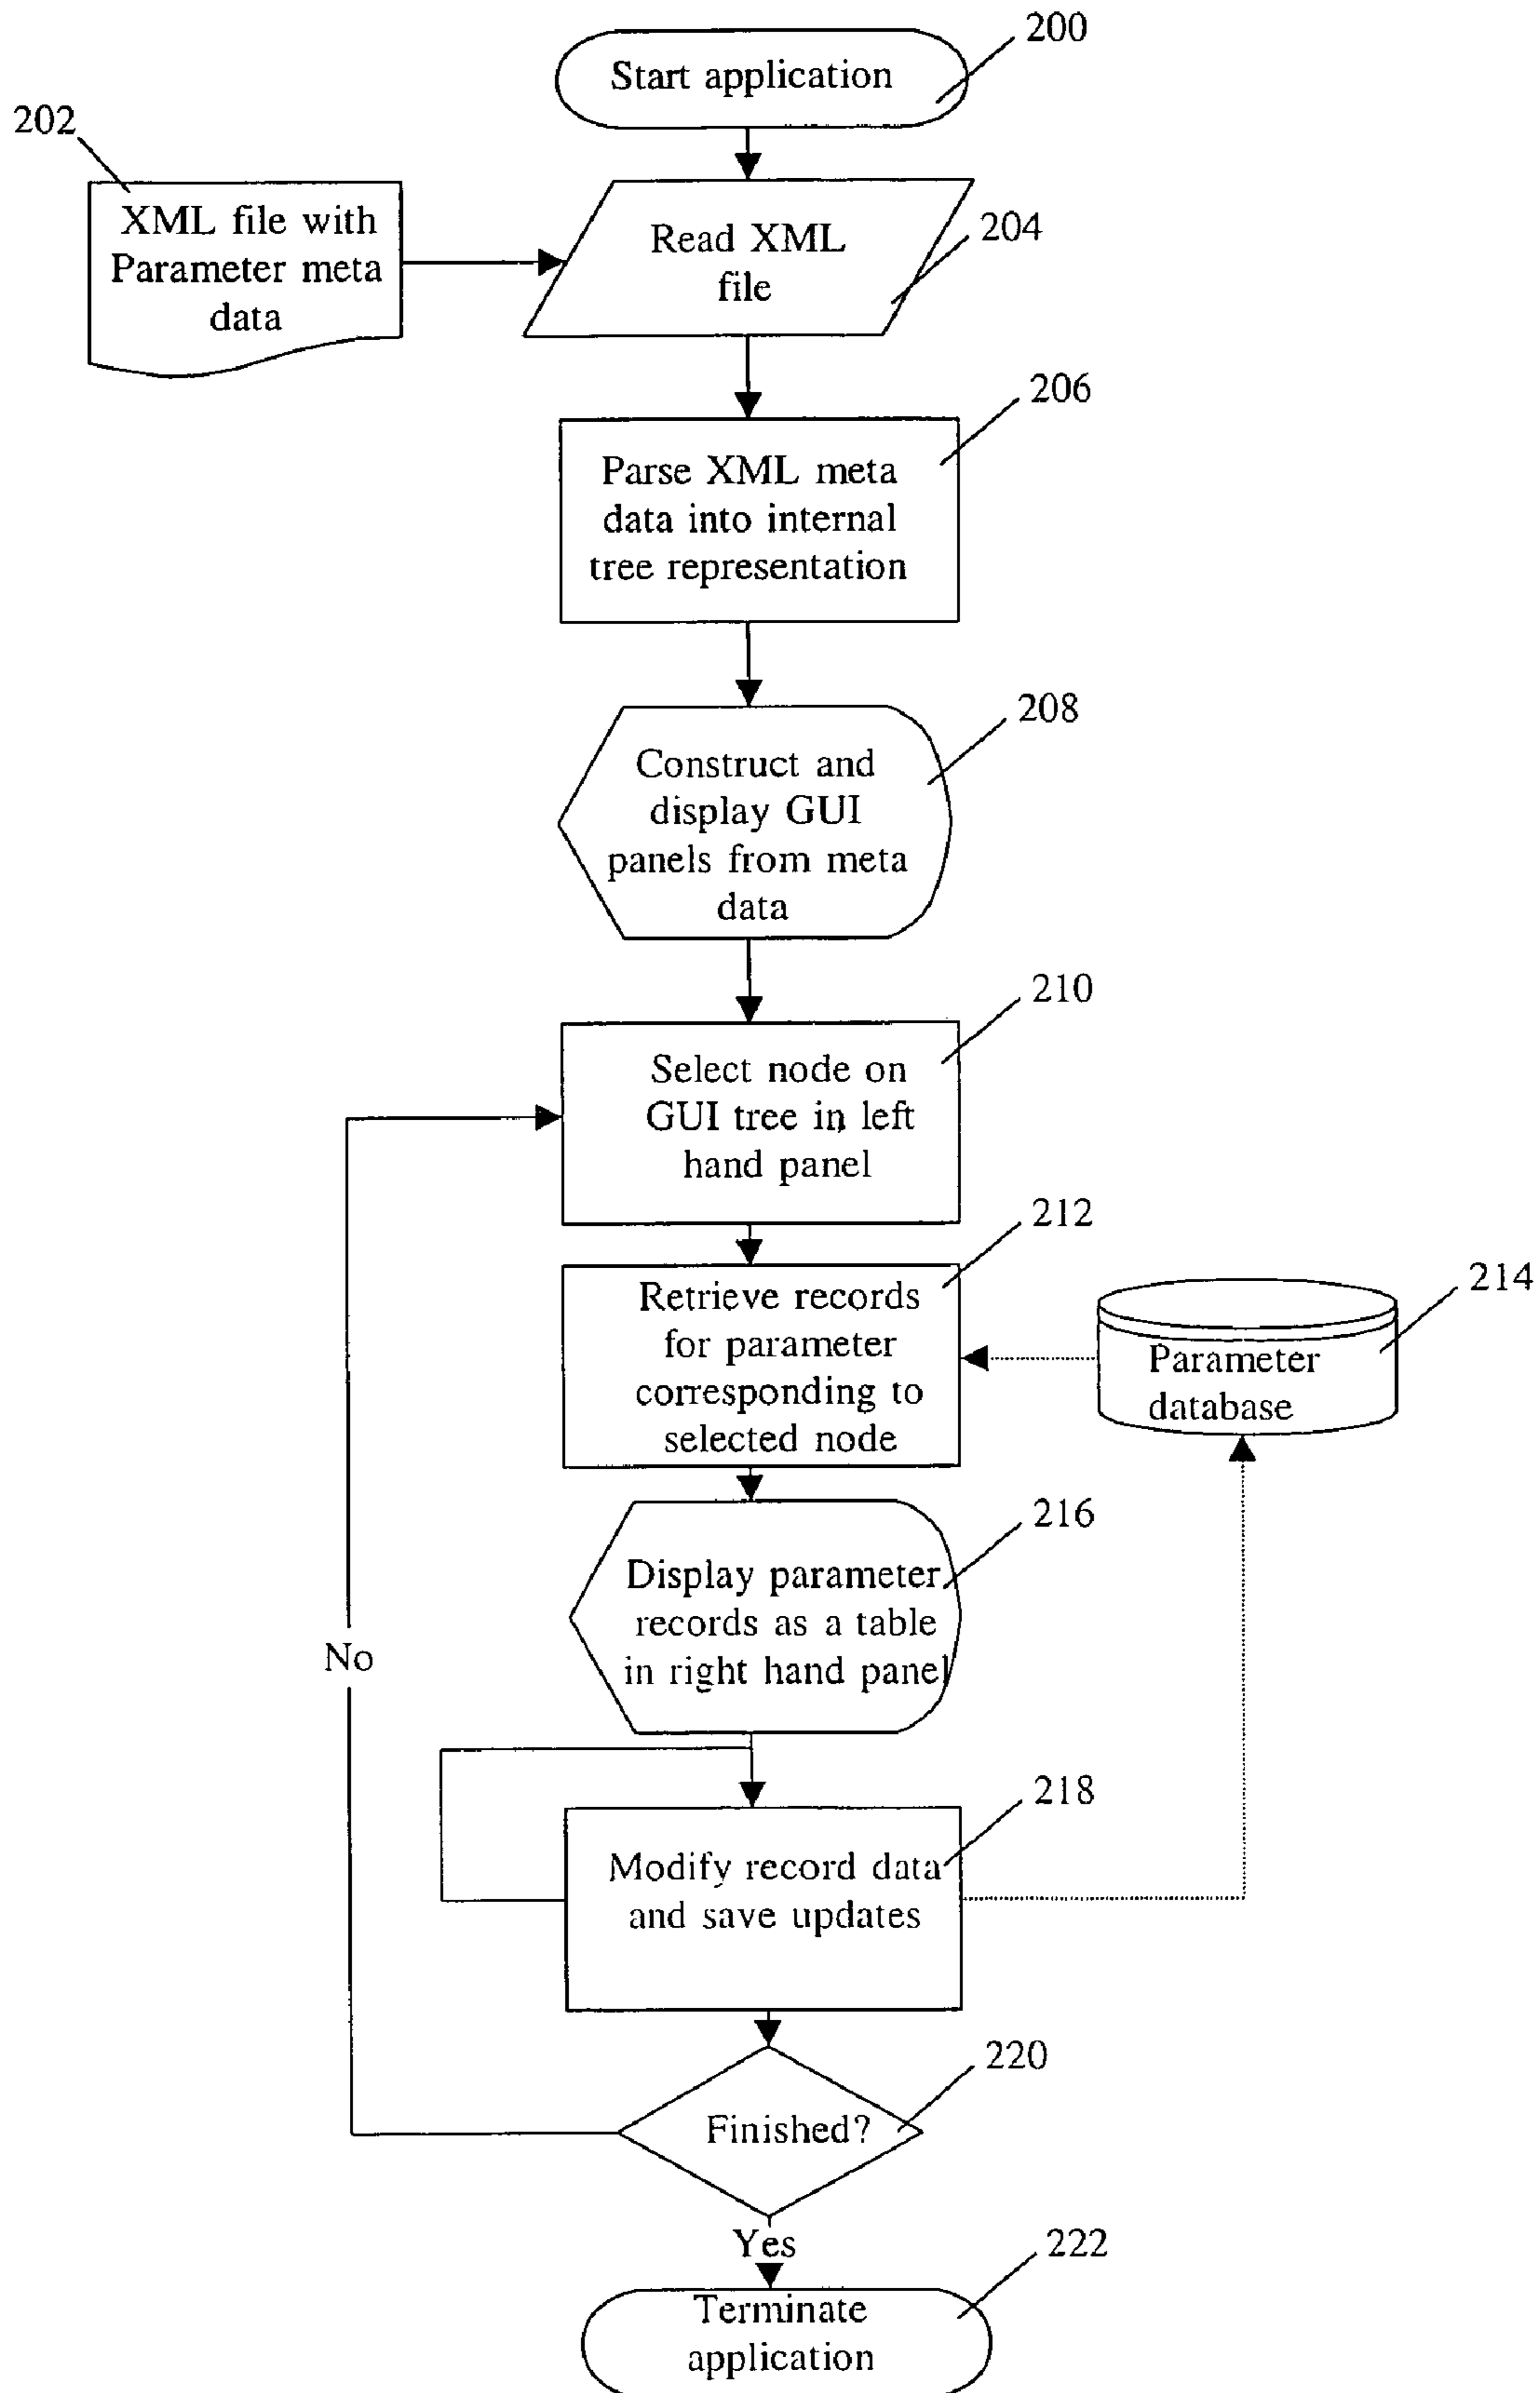 200
Start application
202
XML file with
Parameter meta
data
Read XML
file
204
206
Parse XML meta
data into internal
tree representation
208
Construct and
display GUI
panels from meta
data
210
Select node on
GUI tree in left
hand panel
212
Retrieve records
for parameter
corresponding to
selected node
214
Parameter
database
216
Display parameter
records as a table
in right hand panel
No
218
Modify record data
and save updates
220
Finished?
Yes
222
Terminate
application